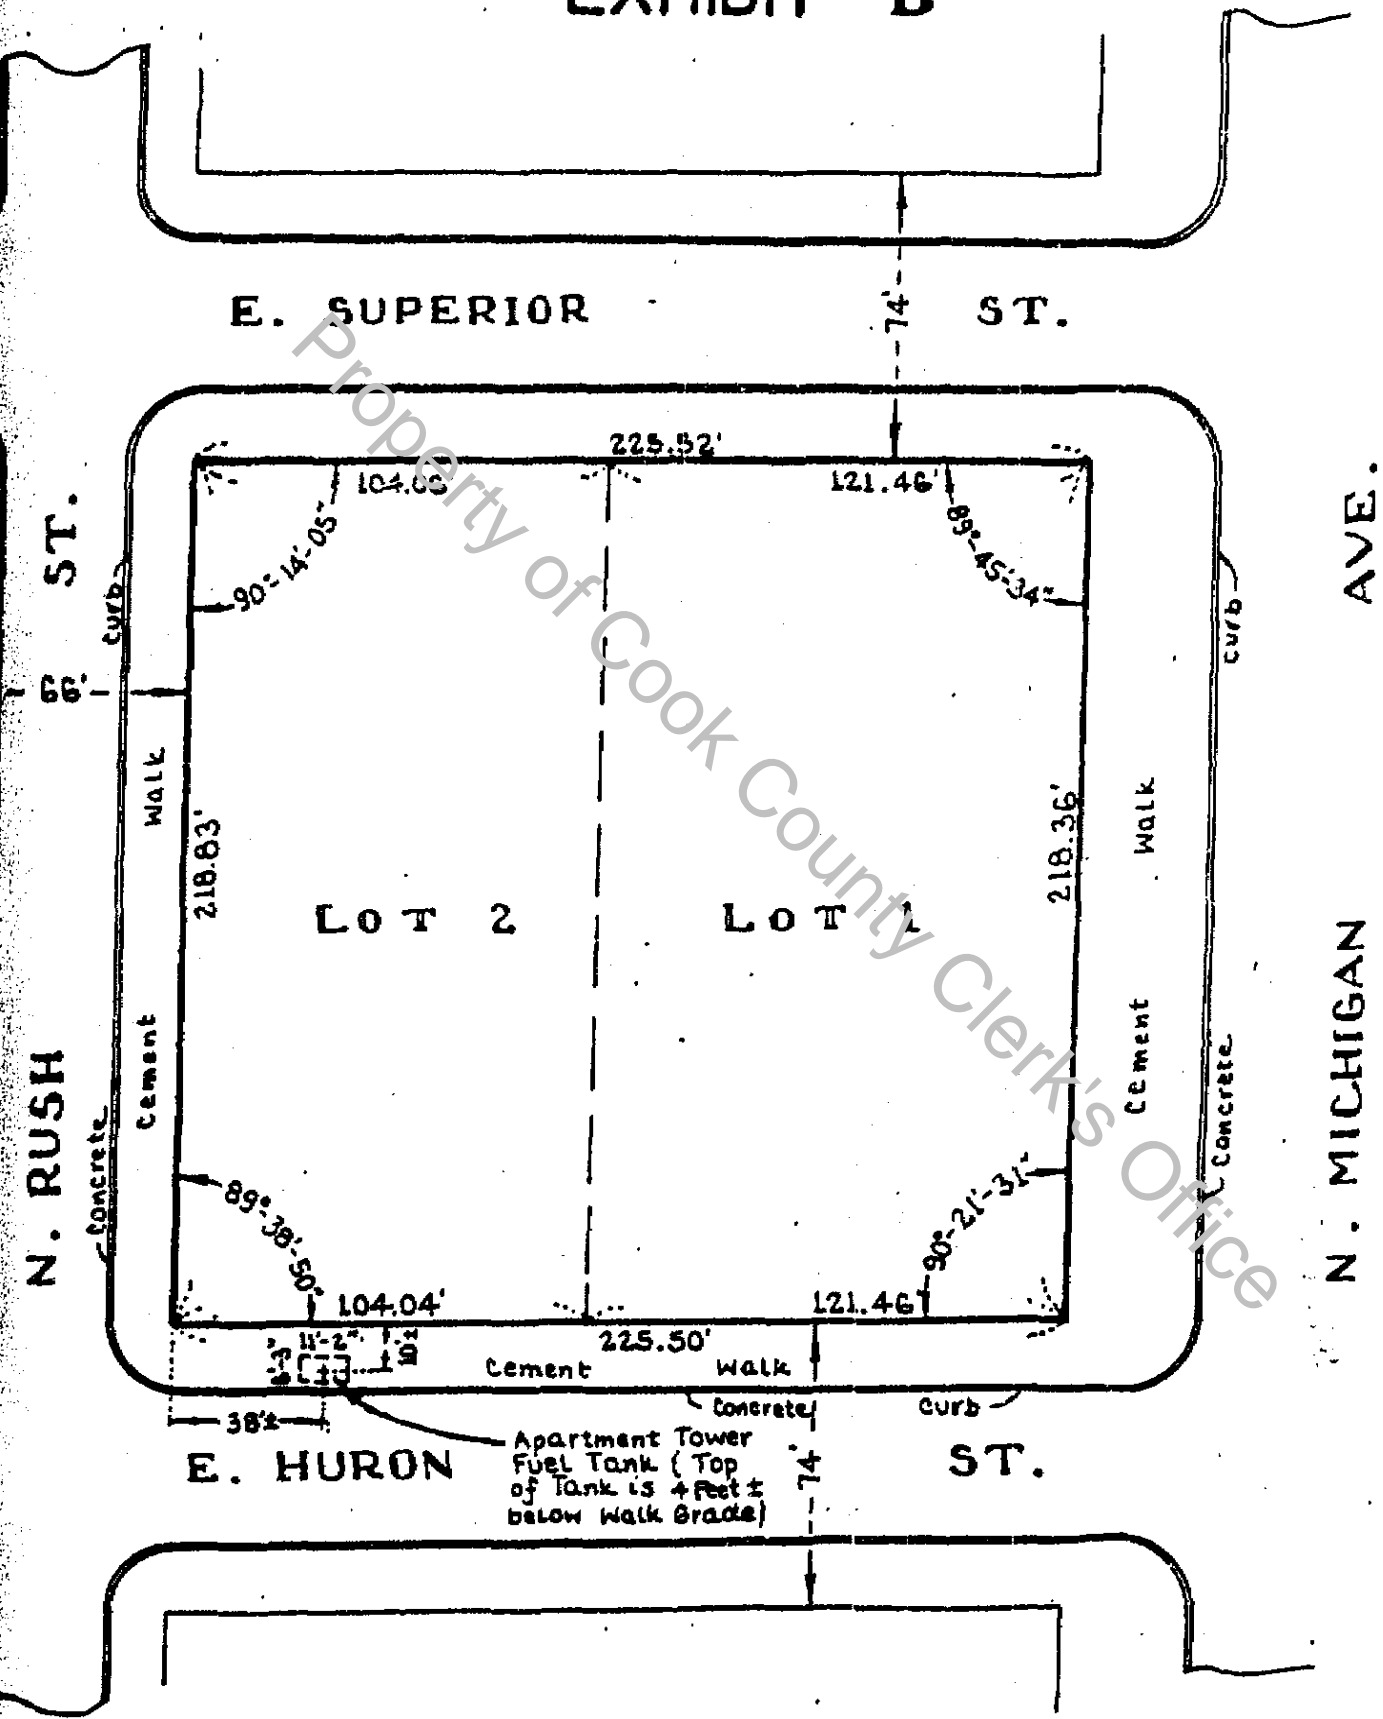 EXHIBIT B
E. SUPERIOR ST.
74'
225.52'
121.46'
90°-14'-05"
89°-45'-34"
N. RUSH ST.
66'
Curb
Curb
Walk
Cement
Concrete
218.83'
LOT 2
LOT 1
218.36'
Walk
Cement
Concrete
N. MICHIGAN AVE.
89°-38'-50"
90°-21'-31"
104.04'
121.46'
225.50'
11'-2"
10'±
Cement Walk
38'±
Concrete Curb
E. HURON ST.
74'
Apartment Tower
Fuel Tank (Top
of Tank is 4 Feet ±
below Walk Grade)
Property of Cook County Clerk's Office